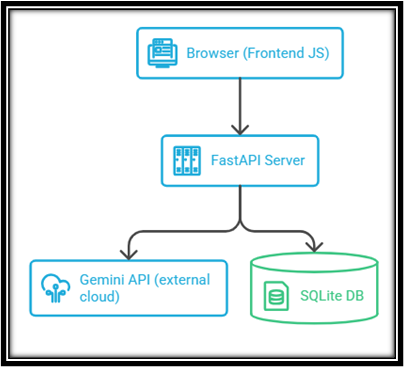 Browser (Frontend JS)
FastAPI Server
Gemini API (external
cloud)
SQLite DB